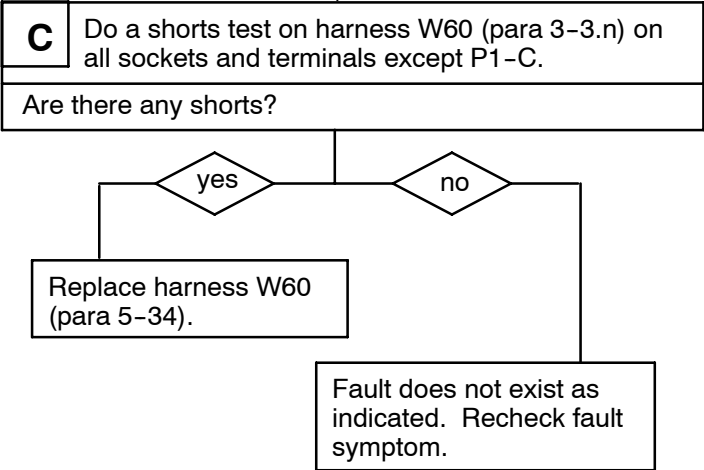 C
Do a shorts test on harness W60 (para 3-3.n) on
all sockets and terminals except P1-C.
Are there any shorts?
yes
no
Replace harness W60
(para 5-34).
Fault does not exist as
indicated.  Recheck fault
symptom.